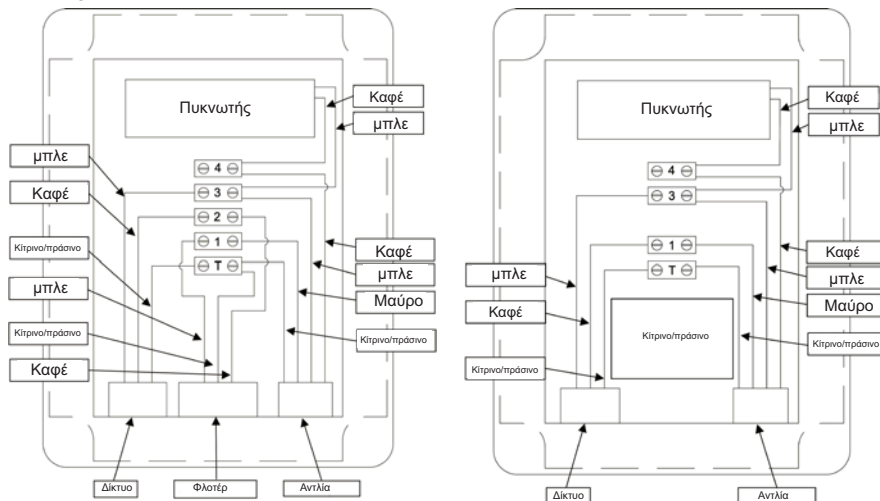 Πυκνωτής
Καφέ
μπλε
μπλε
Καφέ
Κίτρινο/πράσινο
μπλε
Κίτρινο/πράσινο
Καφέ
4
3
2
1
T
Καφέ
μπλε
Μαύρο
Κίτρινο/πράσινο
Δίκτυο
Φλοτέρ
Αντλία
Πυκνωτής
Καφέ
μπλε
4
3
1
T
μπλε
Καφέ
Κίτρινο/πράσινο
Κίτρινο/πράσινο
Καφέ
μπλε
Μαύρο
Κίτρινο/πράσινο
Δίκτυο
Αντλία